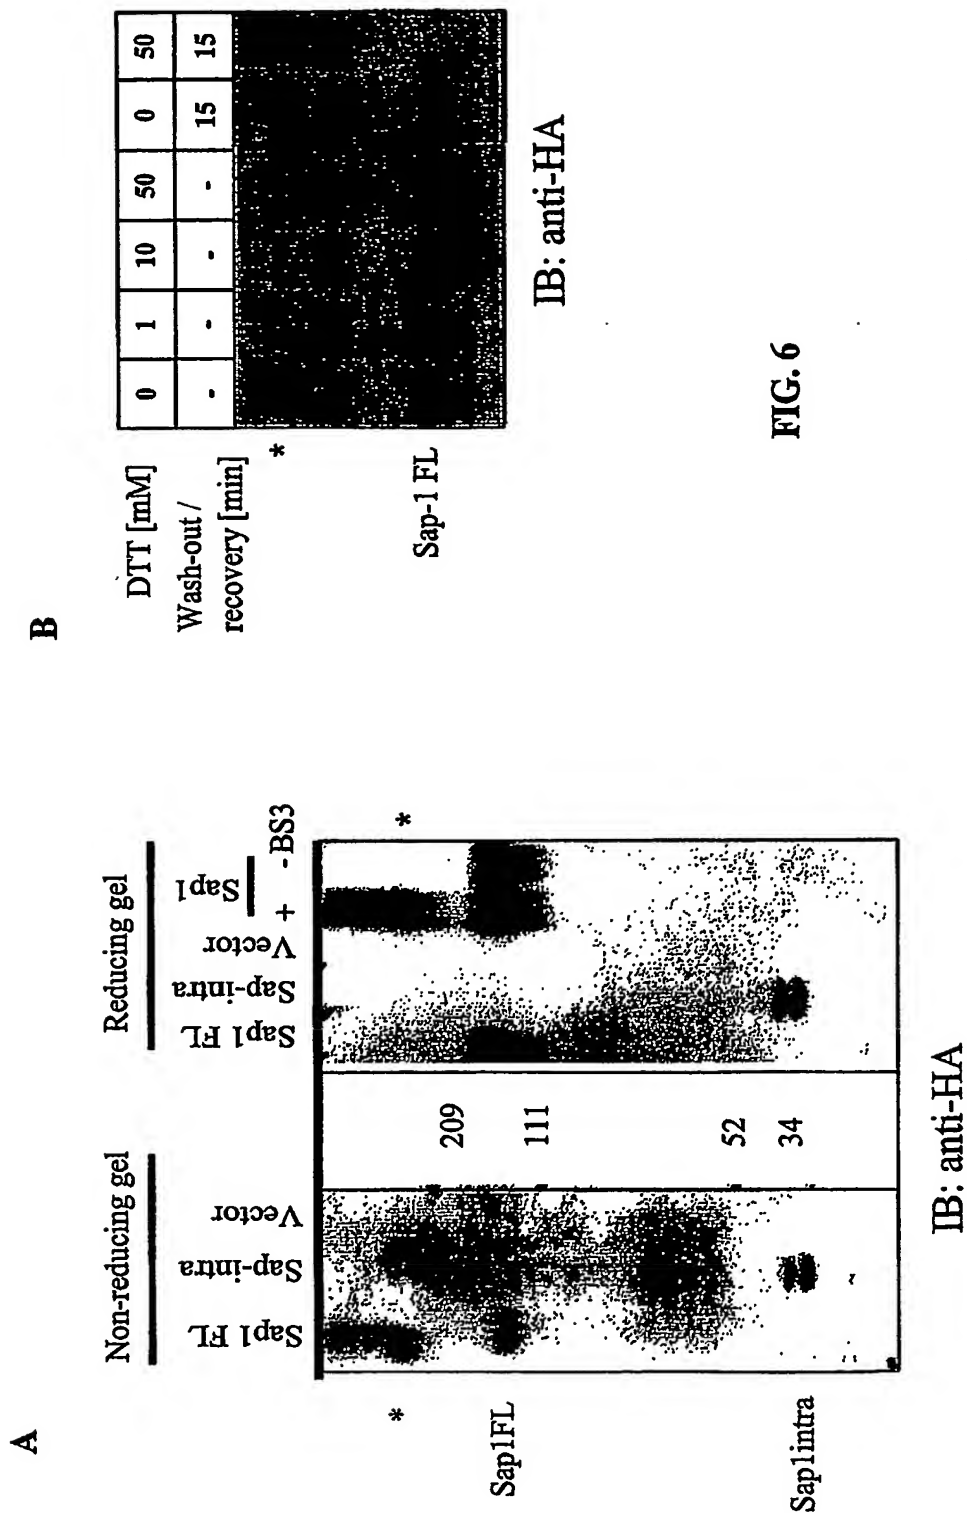 A
Non-reducing gel
Reducing gel
Sap1 FL
Sap-intra
Vector
Sap1 FL
Sap-intra
Vector
Sap1
+ -BS3
*
*
209
Sap1FL
111
52
34
Sap1intra
IB: anti-HA
B
DTT [mM] 0 1 10 50 0 50
Wash-out / - - - - 15 15
recovery [min]
*
Sap-1 FL
IB: anti-HA
FIG. 6